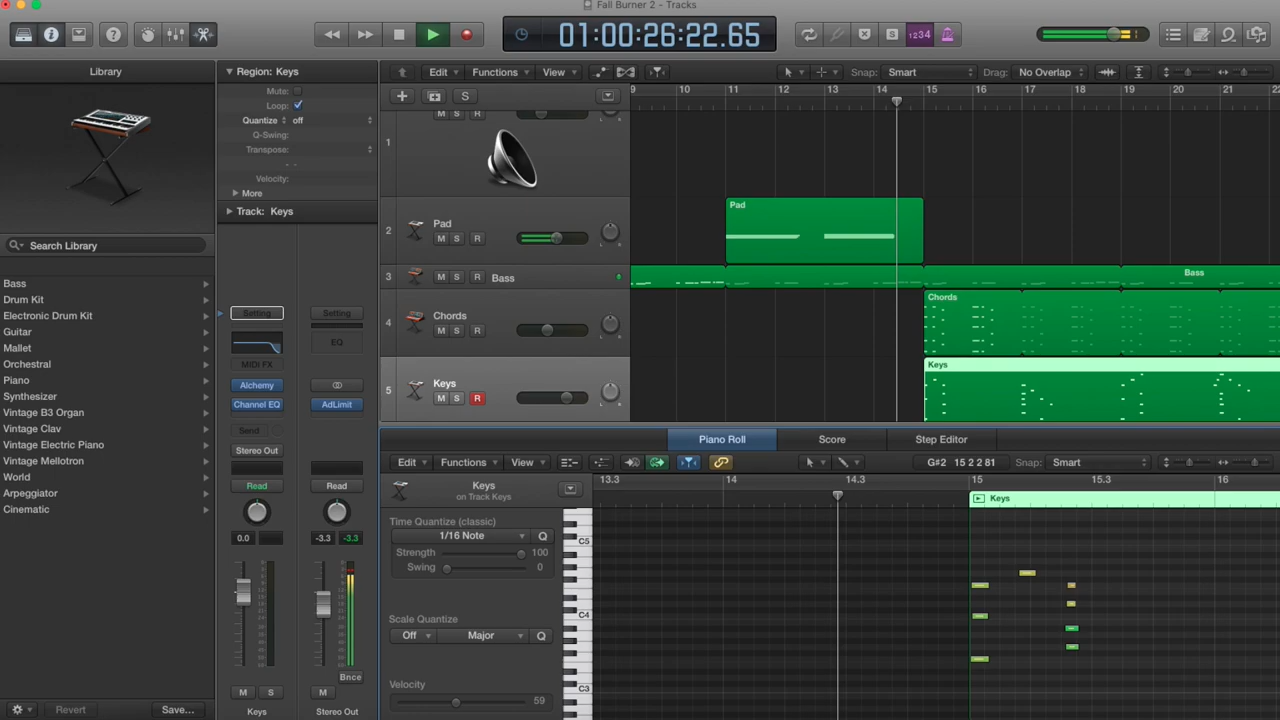 Fall Burner 2 - Tracks
01:00:26:22.65
1234
Library
Region: Keys
Edit
Functions
View
Snap: Smart
Drag: No Overlap
Mute:
Loop:
Quantize off
Q-Swing:
Transpose:
- -
Velocity:
More
Track: Keys
S
9 10 11 12 13 14 15 16 17 18 19 20 21 22
1
2 Pad
M S R
3 M S R Bass
4 Chords
M S R
5 Keys
M S R
Pad
Bass
Chords
Keys
Search Library
Bass
Drum Kit
Electronic Drum Kit
Guitar
Mallet
Orchestral
Piano
Synthesizer
Vintage B3 Organ
Vintage Clav
Vintage Electric Piano
Vintage Mellotron
World
Arpeggiator
Cinematic
Revert
Save...
Setting Setting
EQ
MIDI FX
Alchemy
Channel EQ AdLimit
Send
Stereo Out
Read Read
0.0 -3.3 -3.3
Bnce
M S M
Keys Stereo Out
Piano Roll Score Step Editor
Edit Functions View
G#2 15 2 2 81
Snap: Smart
Keys
on Track Keys
13.3 14 14.3 15 15.3 16
Keys
Time Quantize (classic)
1/16 Note Q
Strength 100
Swing 0
Scale Quantize
Off Major Q
Velocity
59
C5
C4
C3